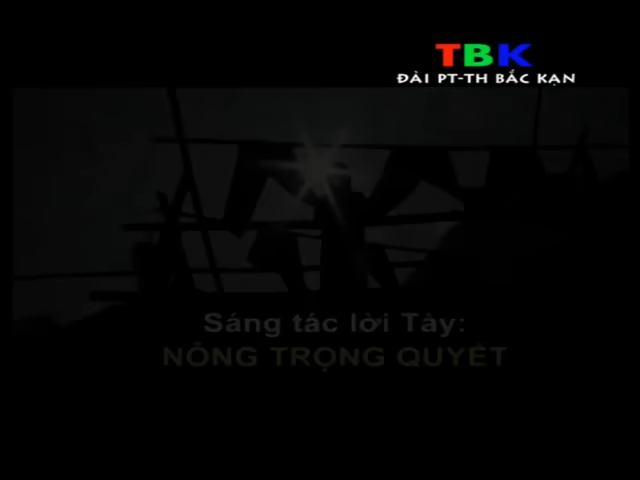 TBK
ĐÀI PT-TH BẮC KẠN
Sáng tác lời Tày:
NÔNG TRỌNG QUYẾT